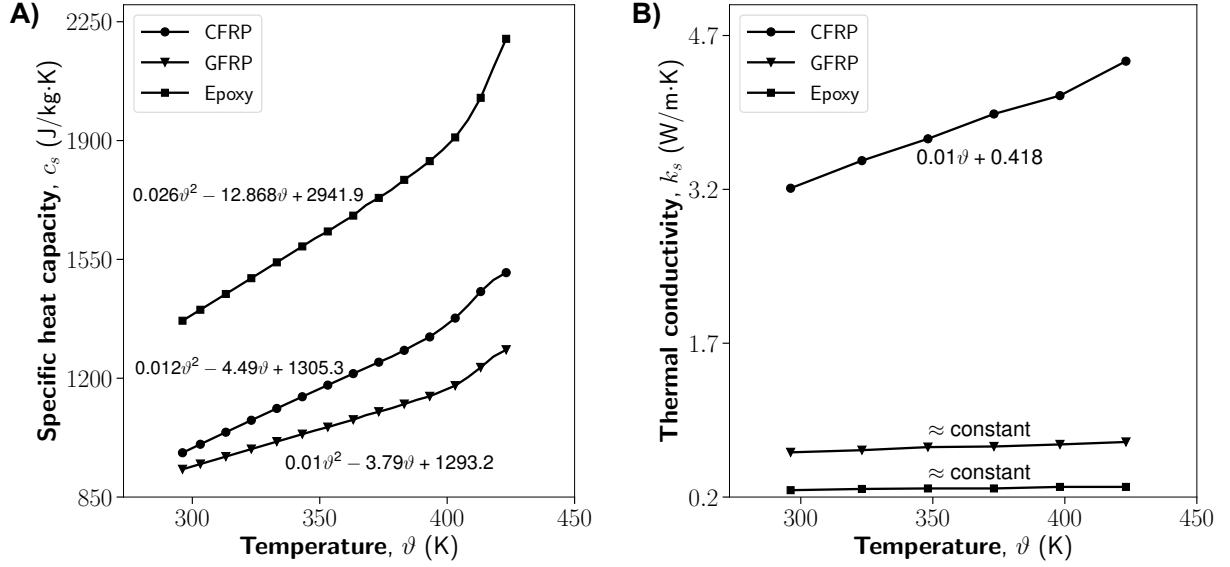 A)
Specific heat capacity, c_s (J/kg·K)
2250
1900
1550
1200
850
CFRP
GFRP
Epoxy
0.026ϑ² − 12.868ϑ + 2941.9
0.012ϑ² − 4.49ϑ + 1305.3
0.01ϑ² − 3.79ϑ + 1293.2
300 350 400 450
Temperature, ϑ (K)
B)
Thermal conductivity, k_s (W/m·K)
4.7
3.2
1.7
0.2
CFRP
GFRP
Epoxy
0.01ϑ + 0.418
≈ constant
≈ constant
300 350 400 450
Temperature, ϑ (K)